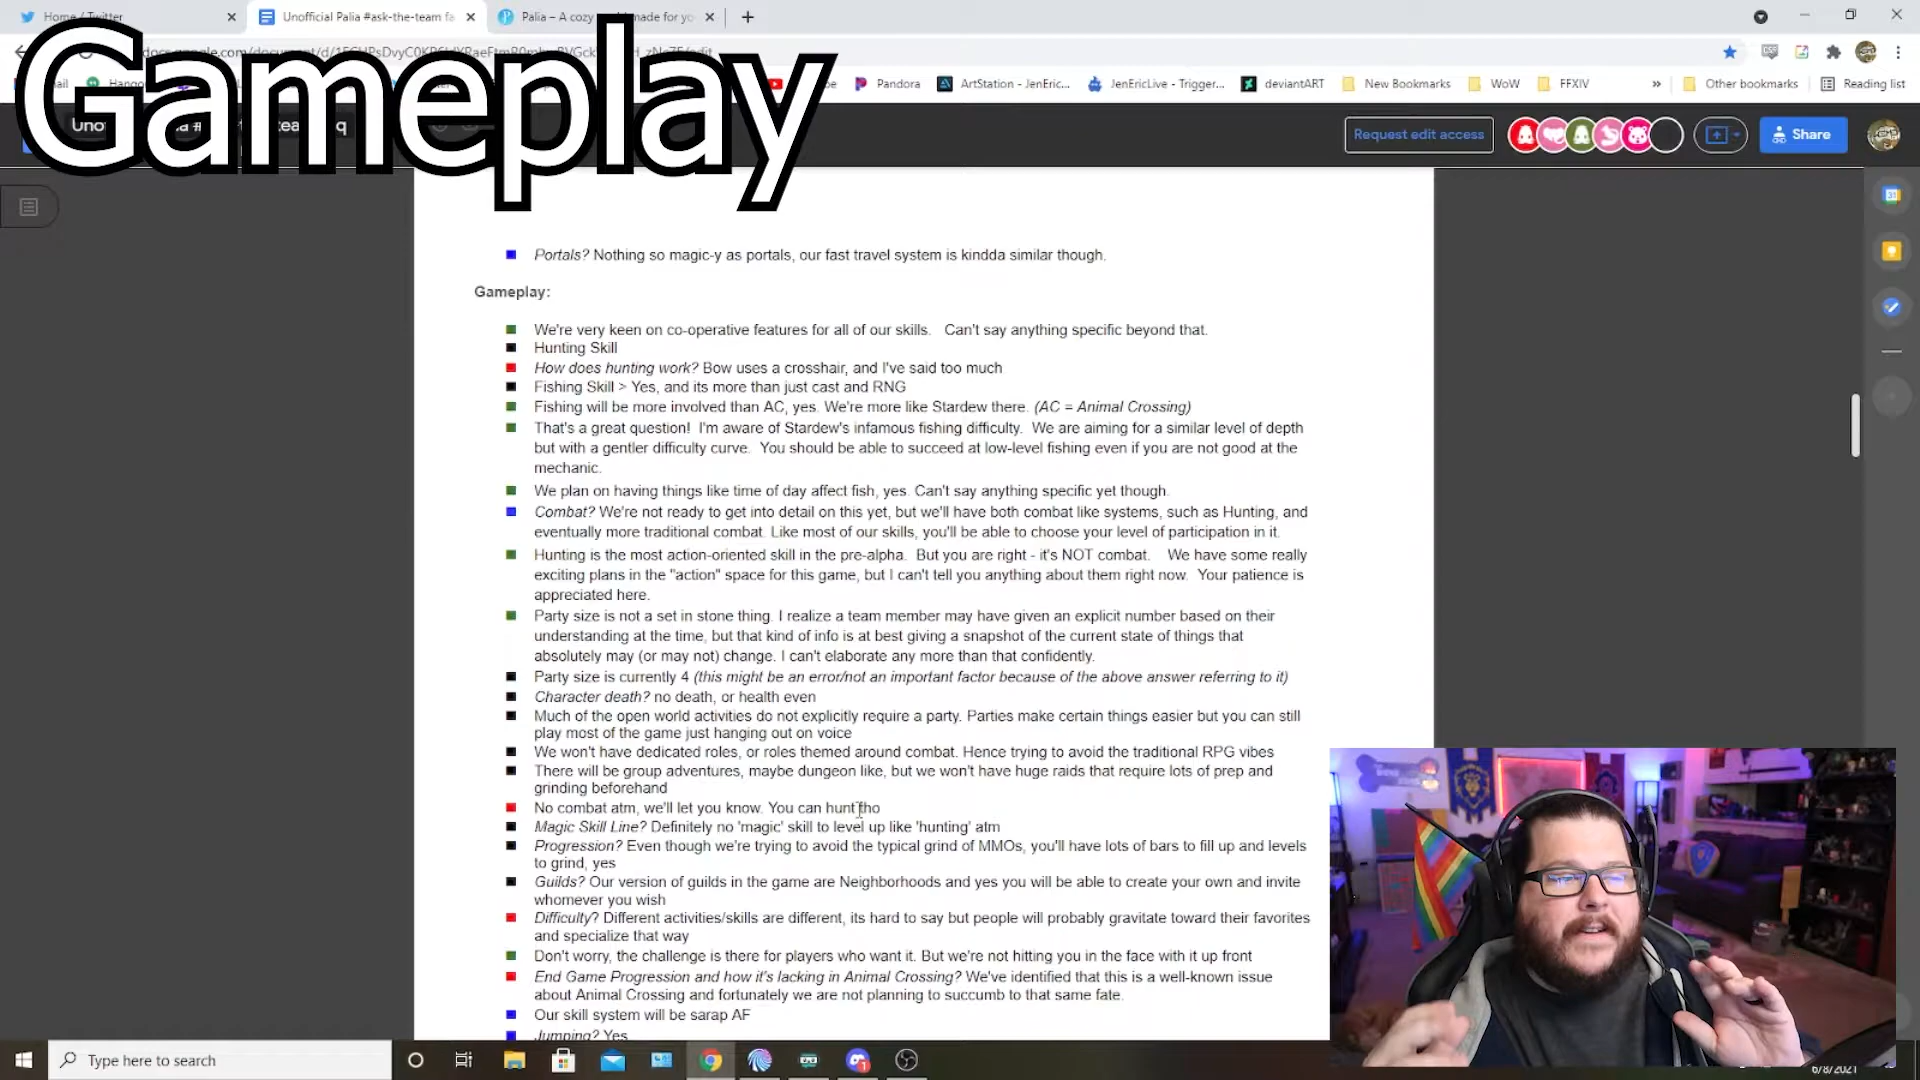 Home / Twitter
Unofficial Palia #ask-the-team fa
Palia – A cozy
made for yo
Gameplay
Pandora
ArtStation - JenEric...
JenEricLive - Trigger...
deviantART
New Bookmarks
WoW
FFXIV
»
Other bookmarks
Reading list
Request edit access
Share
Portals? Nothing so magic-y as portals, our fast travel system is kindda similar though.
Gameplay:
We're very keen on co-operative features for all of our skills. Can't say anything specific beyond that.
Hunting Skill
How does hunting work? Bow uses a crosshair, and I've said too much
Fishing Skill > Yes, and its more than just cast and RNG
Fishing will be more involved than AC, yes. We're more like Stardew there. (AC = Animal Crossing)
That's a great question! I'm aware of Stardew's infamous fishing difficulty. We are aiming for a similar level of depth
but with a gentler difficulty curve. You should be able to succeed at low-level fishing even if you are not good at the
mechanic.
We plan on having things like time of day affect fish, yes. Can't say anything specific yet though.
Combat? We're not ready to get into detail on this yet, but we'll have both combat like systems, such as Hunting, and
eventually more traditional combat. Like most of our skills, you'll be able to choose your level of participation in it.
Hunting is the most action-oriented skill in the pre-alpha. But you are right - it's NOT combat. We have some really
exciting plans in the "action" space for this game, but I can't tell you anything about them right now. Your patience is
appreciated here.
Party size is not a set in stone thing. I realize a team member may have given an explicit number based on their
understanding at the time, but that kind of info is at best giving a snapshot of the current state of things that
absolutely may (or may not) change. I can't elaborate any more than that confidently.
Party size is currently 4 (this might be an error/not an important factor because of the above answer referring to it)
Character death? no death, or health even
Much of the open world activities do not explicitly require a party. Parties make certain things easier but you can still
play most of the game just hanging out on voice
We won't have dedicated roles, or roles themed around combat. Hence trying to avoid the traditional RPG vibes
There will be group adventures, maybe dungeon like, but we won't have huge raids that require lots of prep and
grinding beforehand
No combat atm, we'll let you know. You can hunt tho
Magic Skill Line? Definitely no 'magic' skill to level up like 'hunting' atm
Progression? Even though we're trying to avoid the typical grind of MMOs, you'll have lots of bars to fill up and levels
to grind, yes
Guilds? Our version of guilds in the game are Neighborhoods and yes you will be able to create your own and invite
whomever you wish
Difficulty? Different activities/skills are different, its hard to say but people will probably gravitate toward their favorites
and specialize that way
Don't worry, the challenge is there for players who want it. But we're not hitting you in the face with it up front
End Game Progression and how it's lacking in Animal Crossing? We've identified that this is a well-known issue
about Animal Crossing and fortunately we are not planning to succumb to that same fate.
Our skill system will be sarap AF
Jumping? Yes
Type here to search
6/8/2021